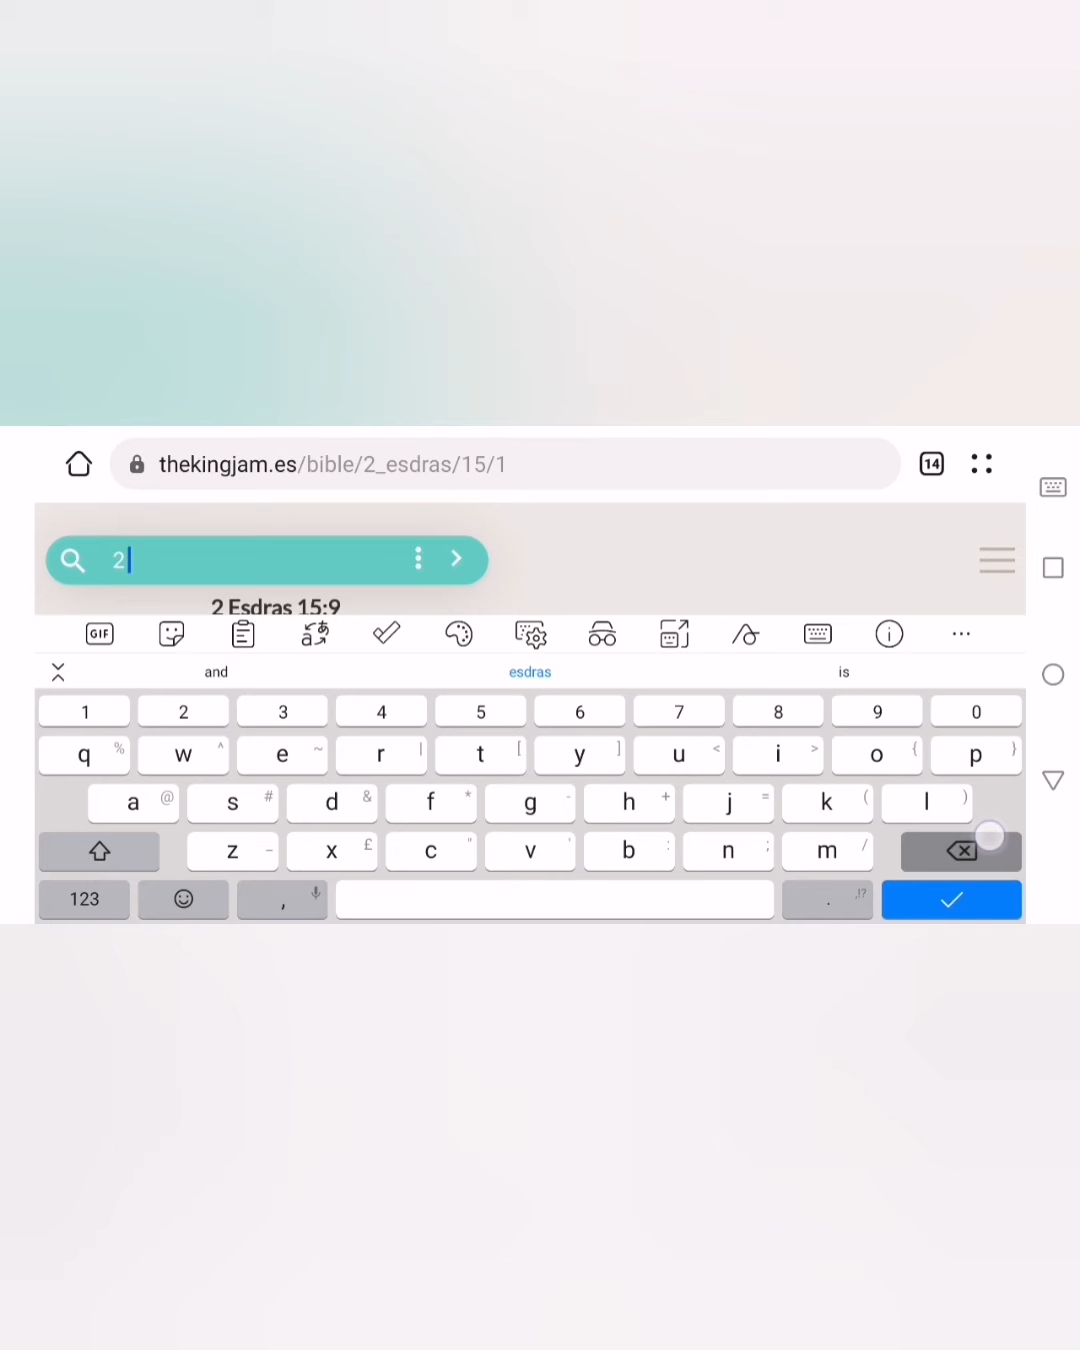 thekingjam.es/bible/2_esdras/15/1
14
2
2 Esdras 15:9
GIF
and esdras is
1 2 3 4 5 6 7 8 9 0
q % w ^ e ~ r | t [ y ] u < i > o { p }
a @ s # d & f * g - h + j = k ( l )
z - x £ c " v ' b : n ; m /
123 , . ,!?